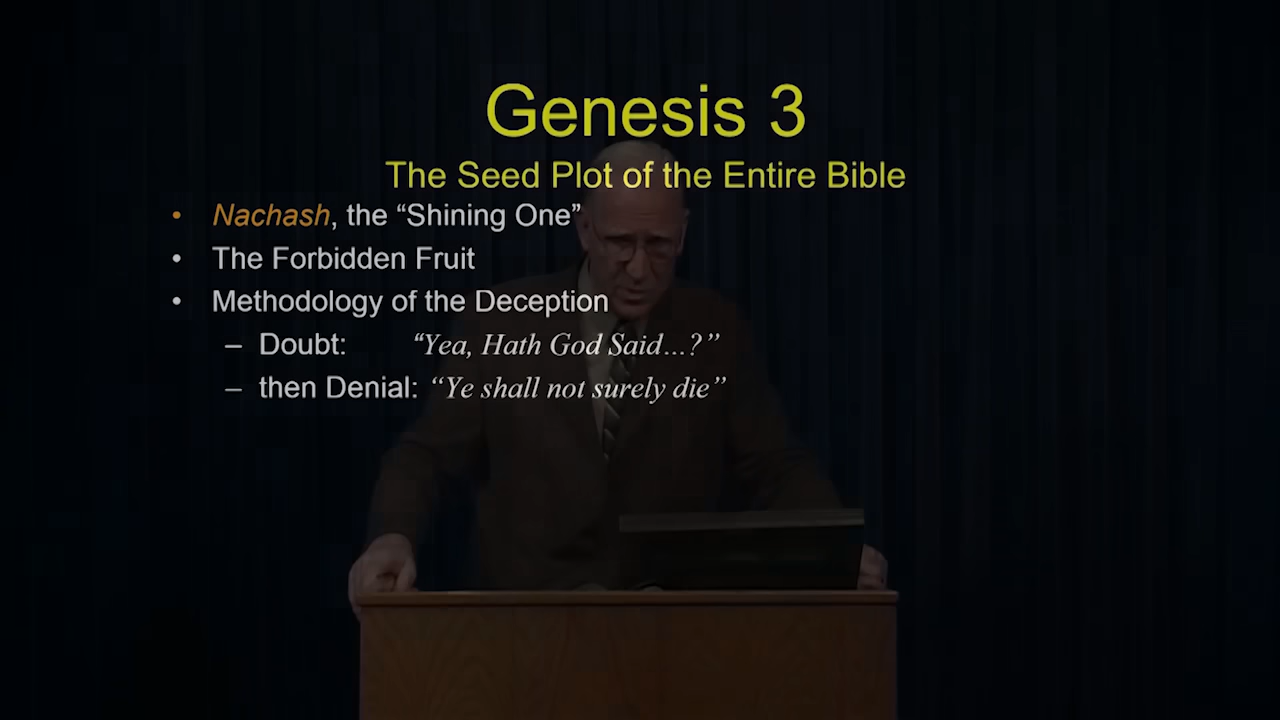 Genesis 3
The Seed Plot of the Entire Bible
• Nachash, the “Shining One”
• The Forbidden Fruit
• Methodology of the Deception
– Doubt: “Yea, Hath God Said…?”
– then Denial: “Ye shall not surely die”